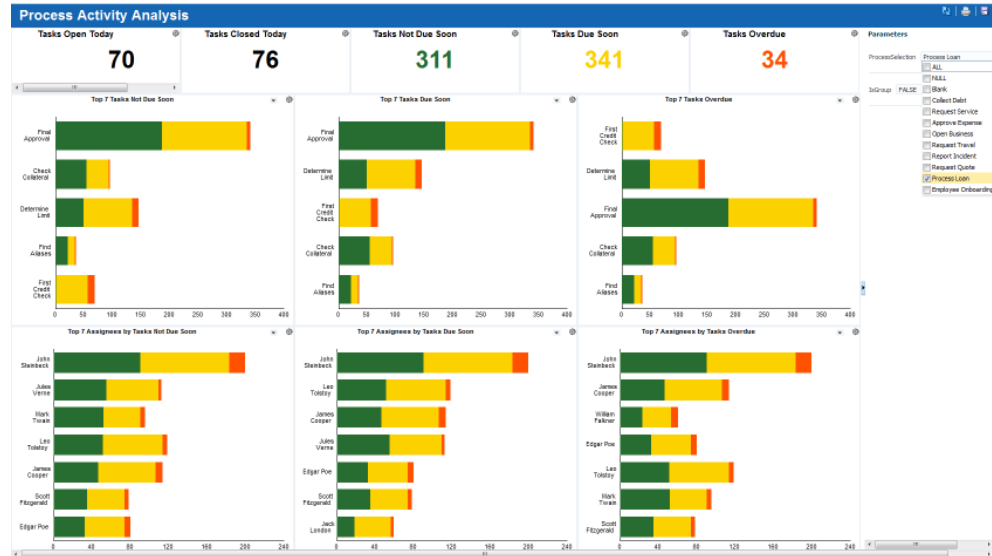 Process Activity Analysis
Tasks Open Today
Tasks Closed Today
Tasks Not Due Soon
Tasks Due Soon
Tasks Overdue
70
76
311
341
34
Parameters
ProcessSelection
Process Loan
ALL
NULL
IsGroup
FALSE
Blank
Collect Debt
Request Service
Approve Expense
Open Business
Request Travel
Report Incident
Request Quote
Process Loan
Employee Onboarding
Top 7 Tasks Not Due Soon
Final
Approval
Check
Collateral
Determine
Limit
Find
Aliases
First
Credit
Check
0 50 100 150 200 250 300 350 400
Top 7 Tasks Due Soon
Final
Approval
Determine
Limit
First
Credit
Check
Check
Collateral
Find
Aliases
0 50 100 150 200 250 300 350 400
Top 7 Tasks Overdue
First
Credit
Check
Determine
Limit
Final
Approval
Check
Collateral
Find
Aliases
0 50 100 150 200 250 300 350 400
Top 7 Assignees by Tasks Not Due Soon
John
Steinbeck
Jules
Verne
Mark
Twain
Leo
Tolstoy
James
Cooper
Scott
Fitzgerald
Edgar Poe
0 40 80 120 160 200 240
Top 7 Assignees by Tasks Due Soon
John
Steinbeck
Leo
Tolstoy
James
Cooper
Jules
Verne
Edgar Poe
Scott
Fitzgerald
Jack
London
0 40 80 120 160 200 240
Top 7 Assignees by Tasks Overdue
John
Steinbeck
James
Cooper
William
Falkner
Edgar Poe
Leo
Tolstoy
Mark
Twain
Scott
Fitzgerald
0 40 80 120 160 200 240